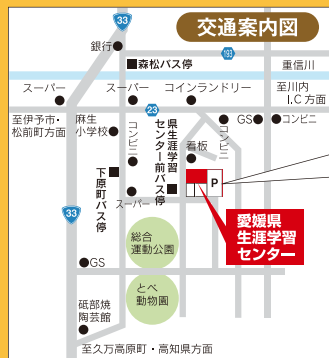 交通案内図
33
銀行
193
森松バス停
重信川
スーパー
スーパー
コインランドリー
至川内
I.C 方面
23
至伊予市・
松前町方面
麻生
小学校
コンビニ
県生涯学習
センター前バス停
看板
コンビニ
GS
コンビニ
下原町バス停
P
スーパー
33
愛媛県
生涯学習
センター
総合
運動公園
GS
とべ
動物園
砥部焼
陶芸館
至久万高原町・高知県方面